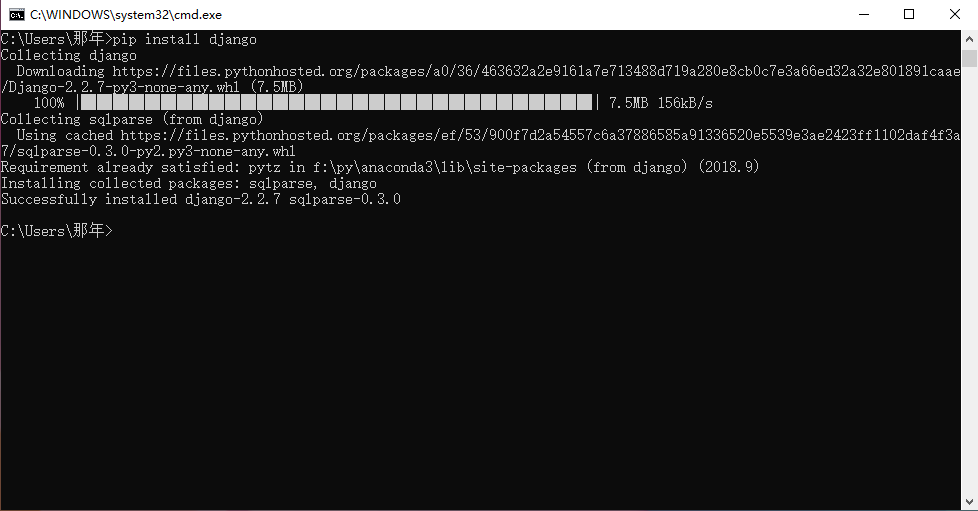 C:\WINDOWS\system32\cmd.exe
C:\Users\那年>pip install django
Collecting django
  Downloading https://files.pythonhosted.org/packages/a0/36/463632a2e9161a7e713488d719a280e8cb0c7e3a66ed32a32e801891caae
/Django-2.2.7-py3-none-any.whl (7.5MB)
    100% |████████████████████████████████| 7.5MB 156kB/s
Collecting sqlparse (from django)
  Using cached https://files.pythonhosted.org/packages/ef/53/900f7d2a54557c6a37886585a91336520e5539e3ae2423ff1102daf4f3a
7/sqlparse-0.3.0-py2.py3-none-any.whl
Requirement already satisfied: pytz in f:\py\anaconda3\lib\site-packages (from django) (2018.9)
Installing collected packages: sqlparse, django
Successfully installed django-2.2.7 sqlparse-0.3.0
C:\Users\那年>